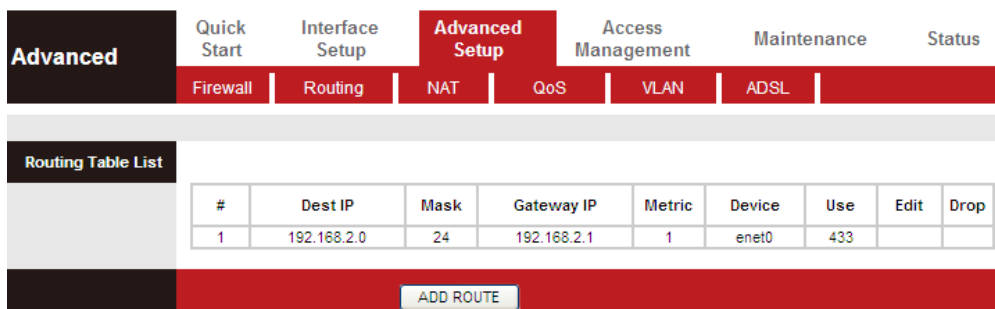 Advanced
Quick Start
Interface Setup
Advanced Setup
Access Management
Maintenance
Status
Firewall Routing NAT QoS VLAN ADSL
Routing Table List
# Dest IP Mask Gateway IP Metric Device Use Edit Drop
1 192.168.2.0 24 192.168.2.1 1 enet0 433
ADD ROUTE